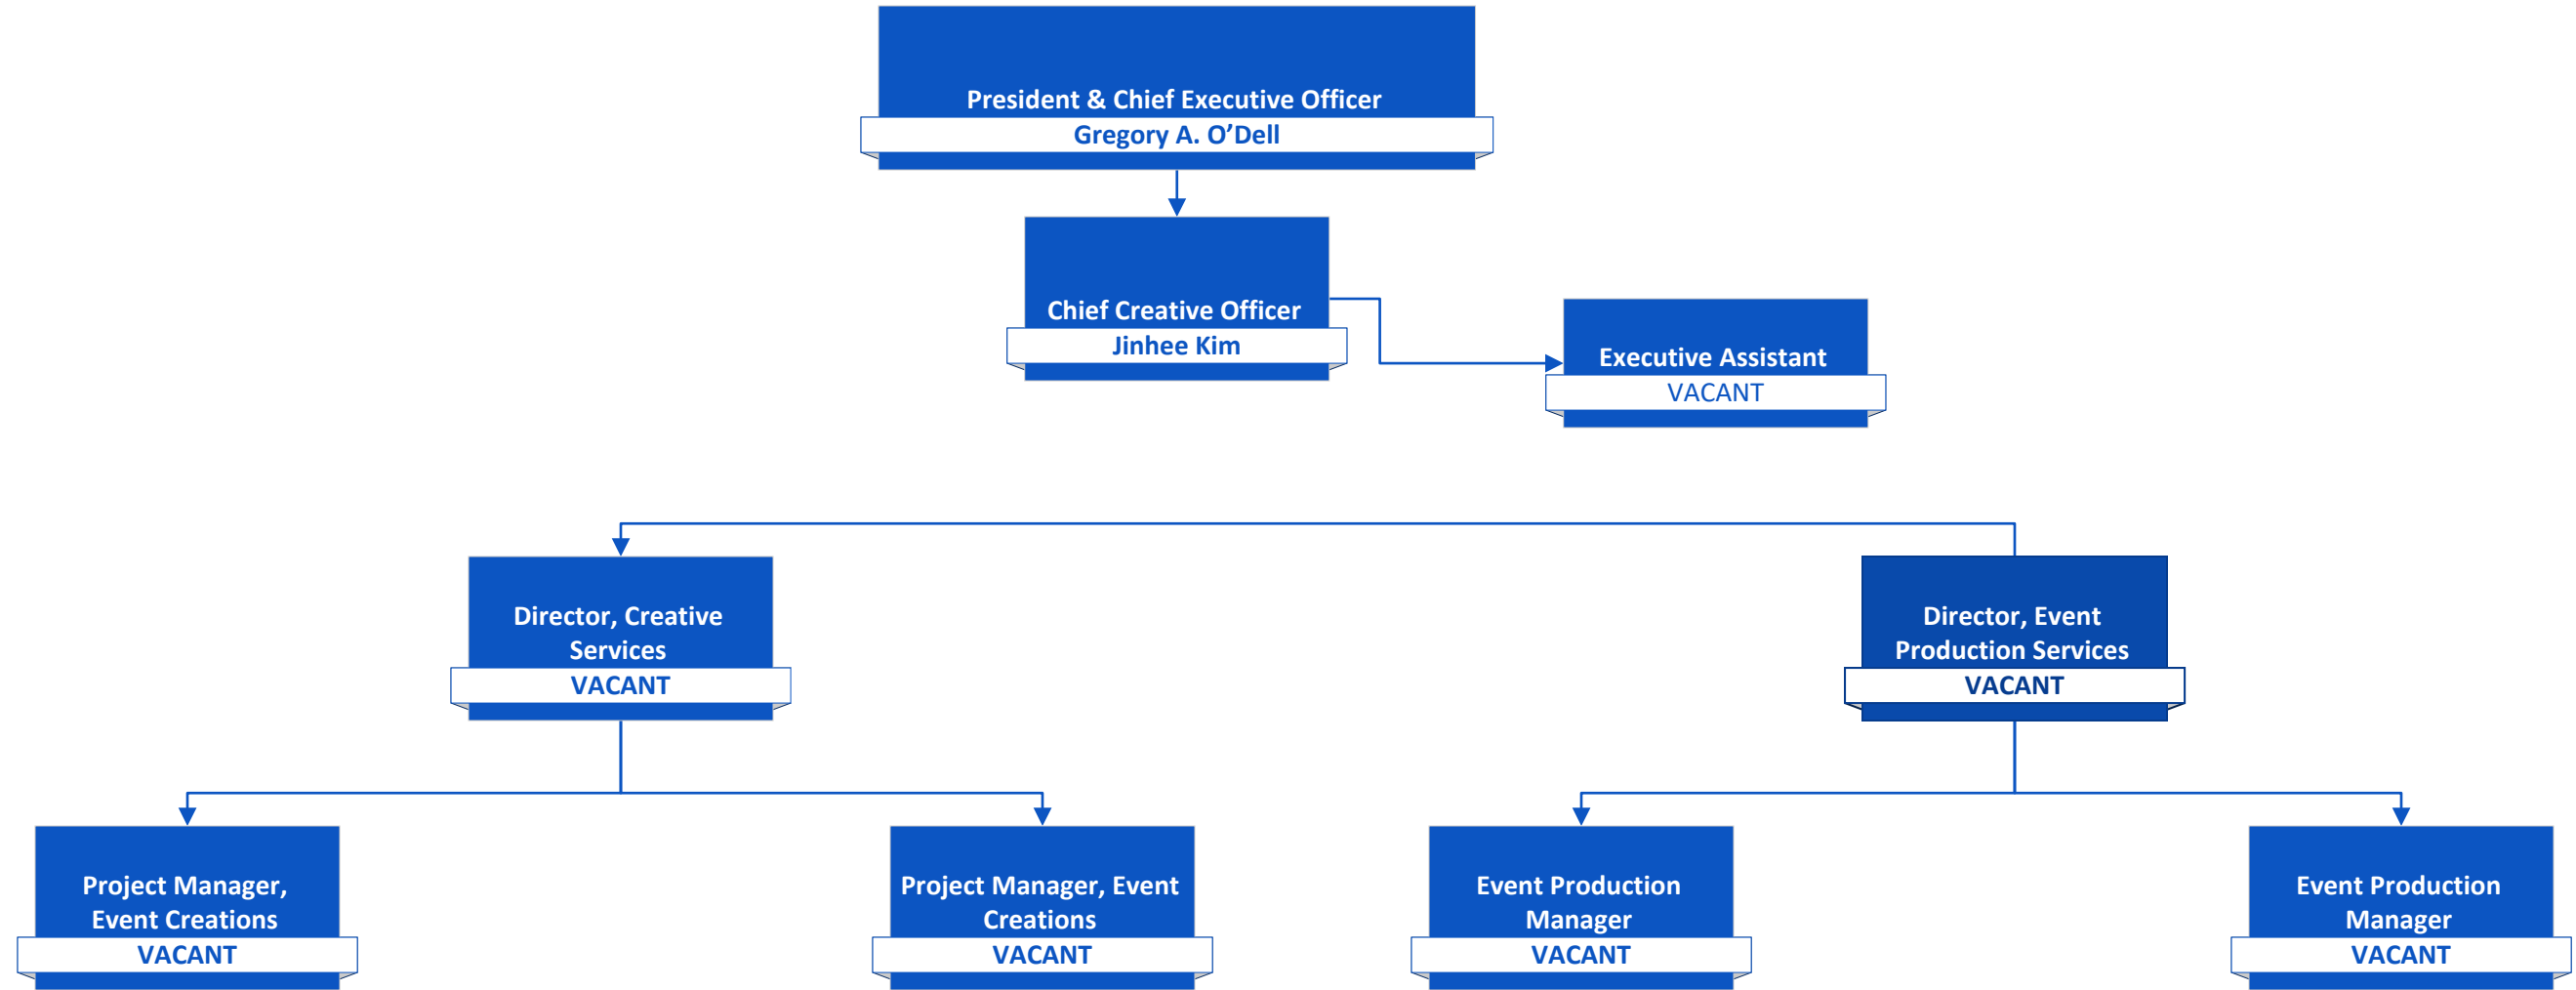 President & Chief Executive Officer
Gregory A. O’Dell
Chief Creative Officer
Jinhee Kim
Executive Assistant
VACANT
Director, Creative
Services
VACANT
Director, Event
Production Services
VACANT
Project Manager,
Event Creations
VACANT
Project Manager, Event
Creations
VACANT
Event Production
Manager
VACANT
Event Production
Manager
VACANT